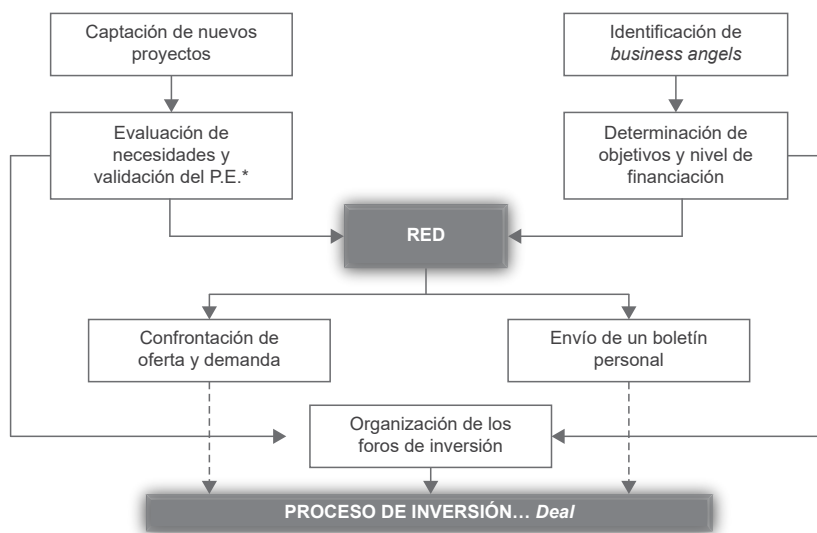 Captación de nuevos
proyectos
Identificación de
business angels
Evaluación de
necesidades y
validación del P.E.*
Determinación de
objetivos y nivel de
financiación
RED
Confrontación de
oferta y demanda
Envío de un boletín
personal
Organización de los
foros de inversión
PROCESO DE INVERSIÓN… Deal